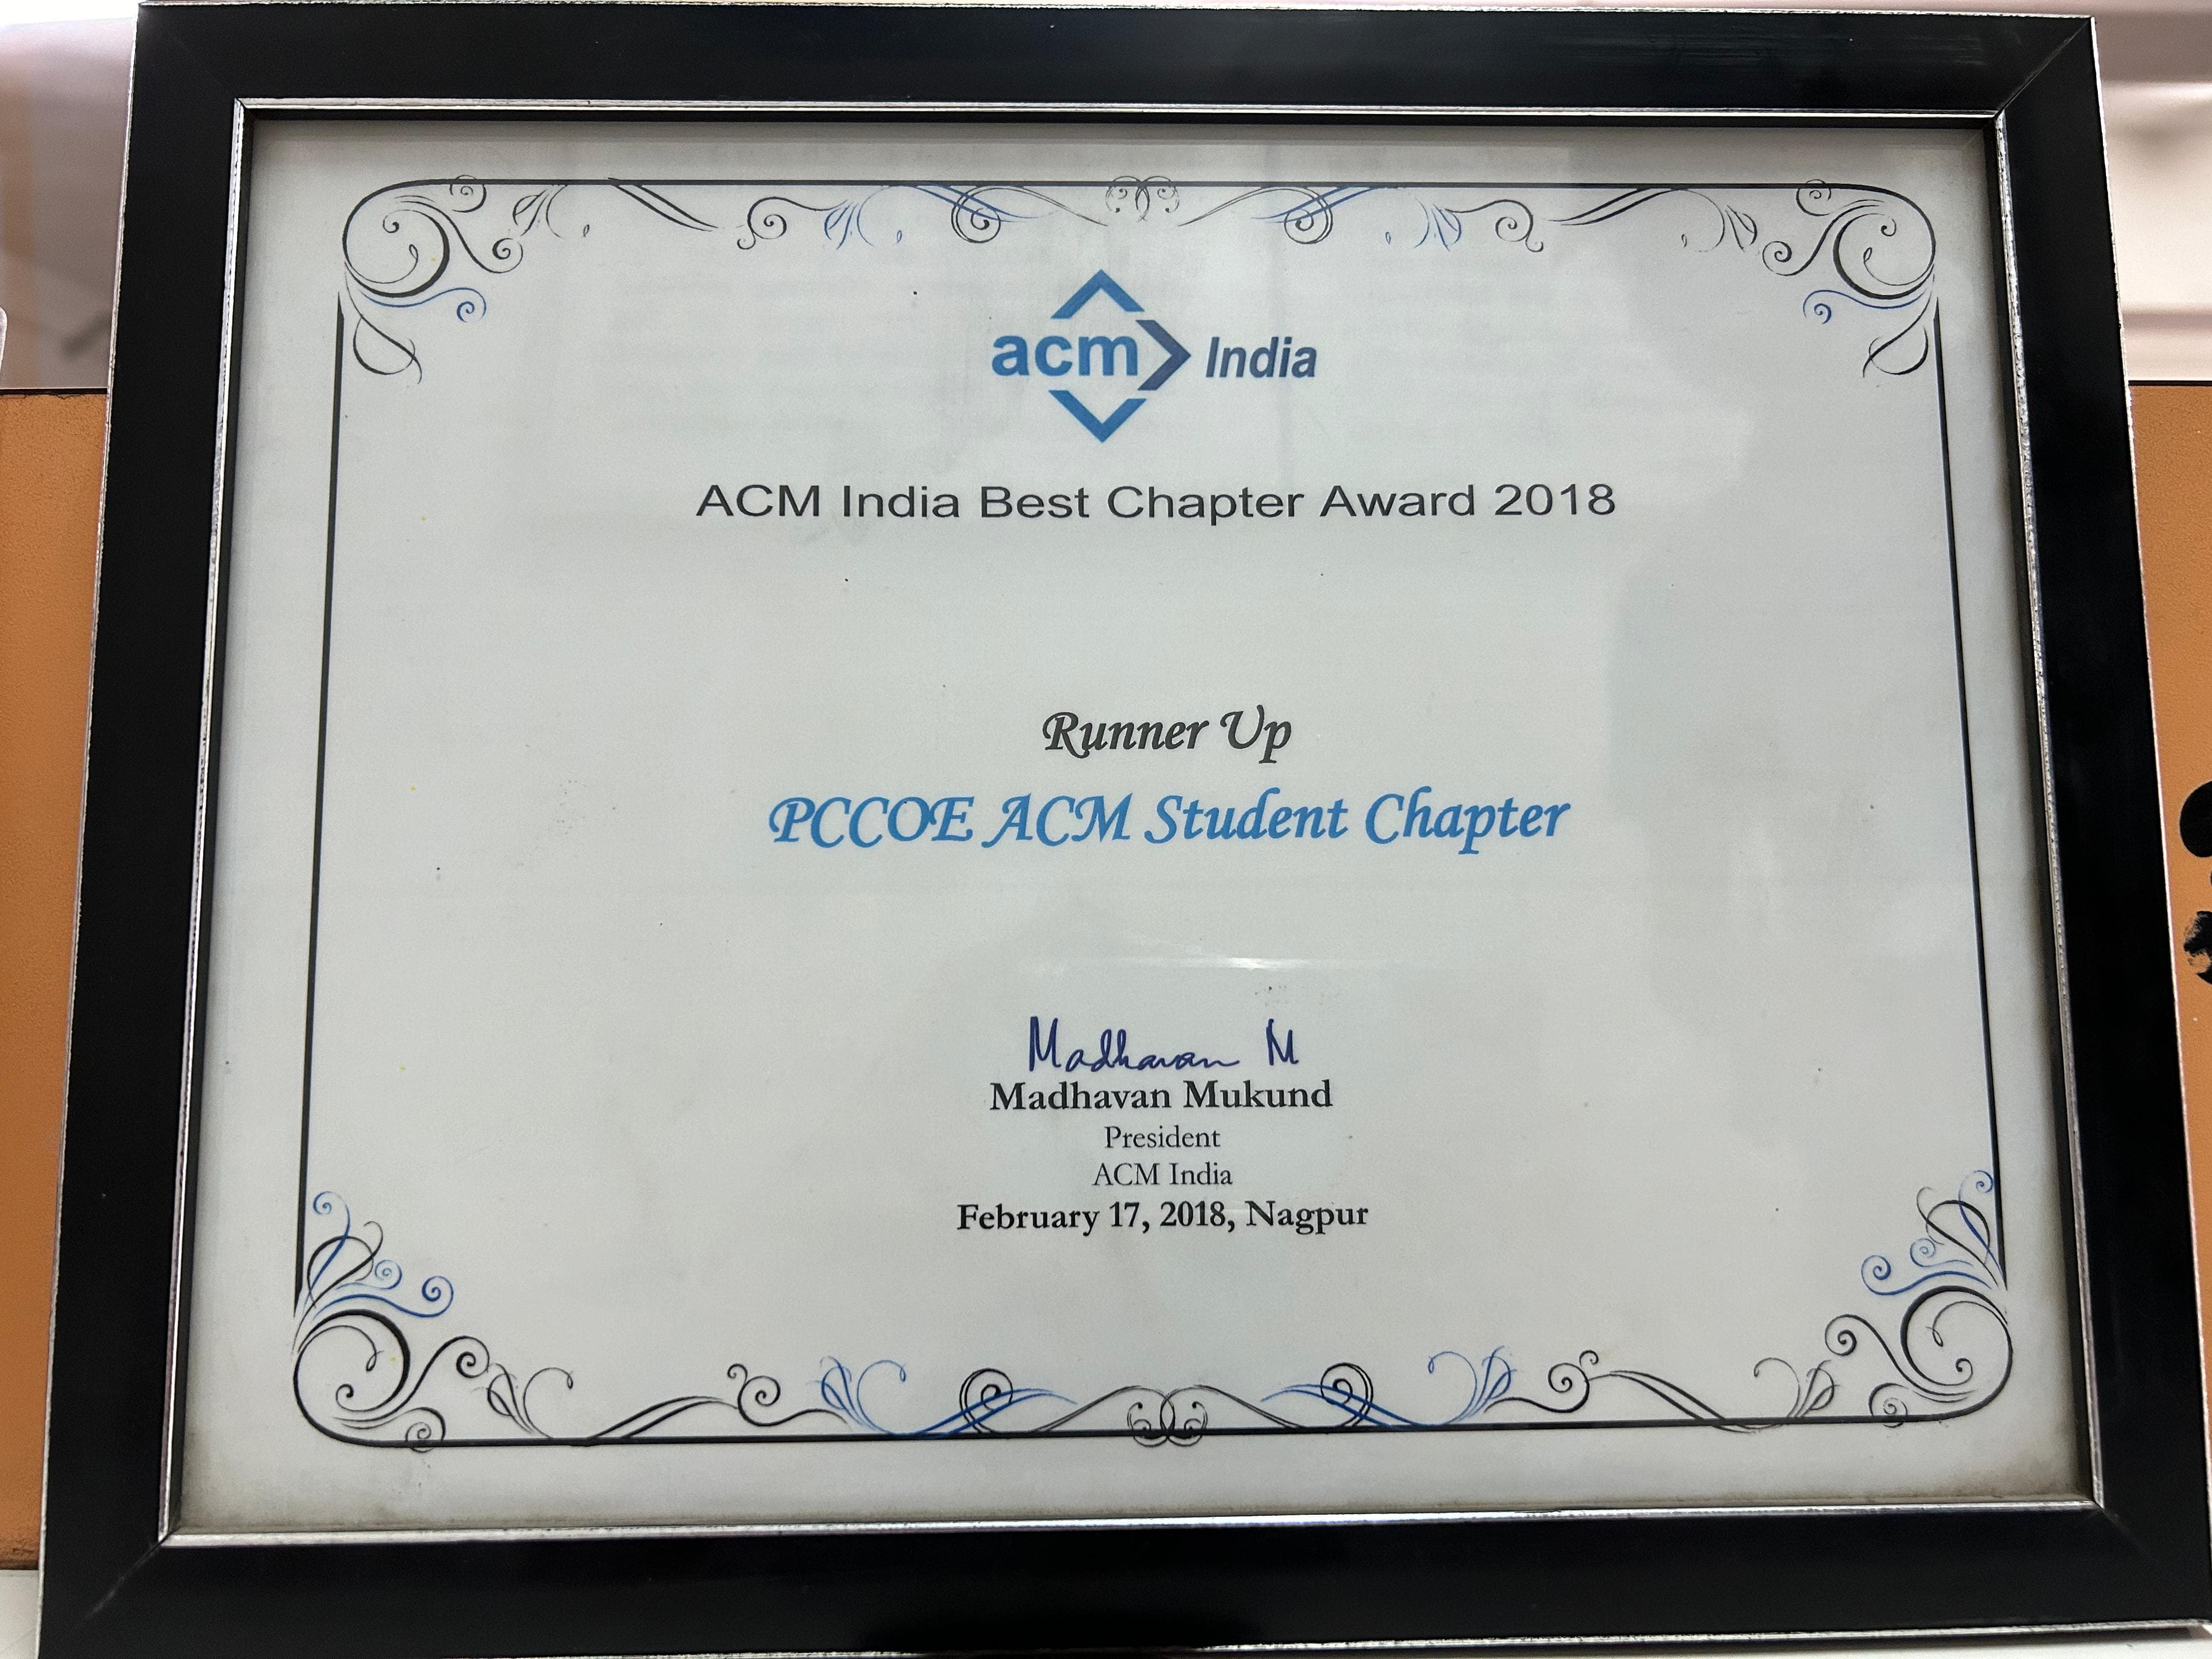 acm India
ACM India Best Chapter Award 2018
Runner Up
PCCOE ACM Student Chapter
Madhavan M
Madhavan Mukund
President
ACM India
February 17, 2018, Nagpur